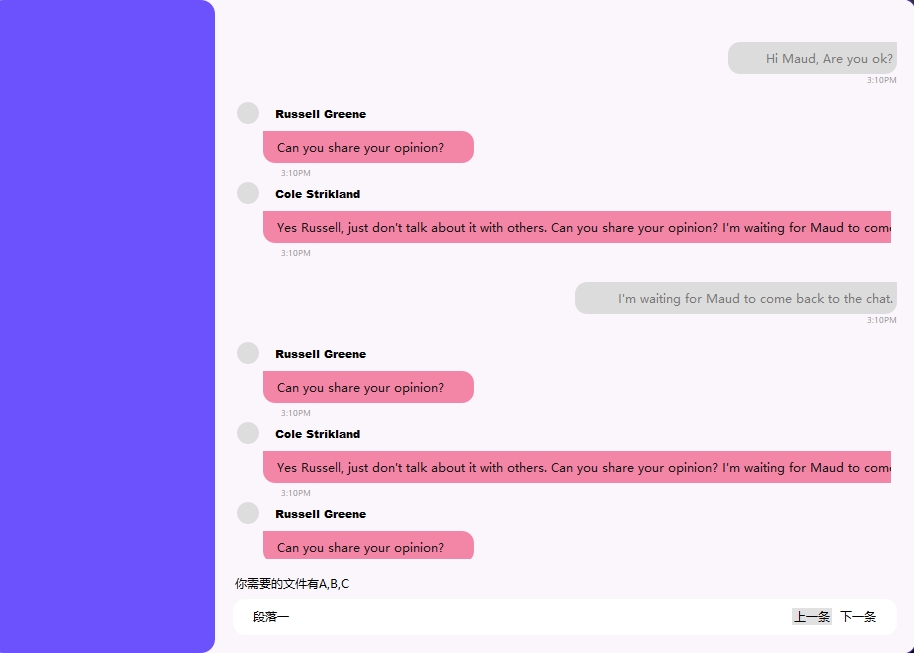 Hi Maud, Are you ok?
3:10PM
Russell Greene
Can you share your opinion?
3:10PM
Cole Strikland
Yes Russell, just don't talk about it with others. Can you share your opinion? I'm waiting for Maud to come
3:10PM
I'm waiting for Maud to come back to the chat.
3:10PM
Russell Greene
Can you share your opinion?
3:10PM
Cole Strikland
Yes Russell, just don't talk about it with others. Can you share your opinion? I'm waiting for Maud to come
3:10PM
Russell Greene
Can you share your opinion?
你需要的文件有A,B,C
段落一 上一条 下一条